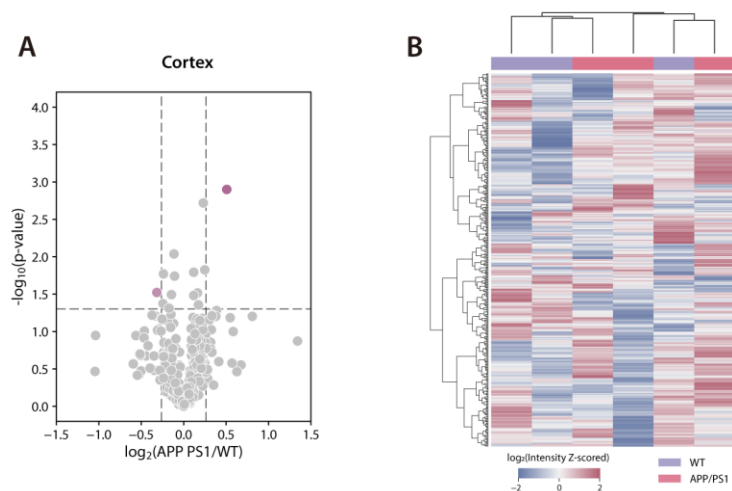 A
Cortex
-log10(p-value)
4.0
3.5
3.0
2.5
2.0
1.5
1.0
0.5
0.0
−1.5 −1.0 −0.5 0.0 0.5 1.0 1.5
log2(APP PS1/WT)
B
log2(Intensity Z-scored)
−2 0 2
WT
APP/PS1